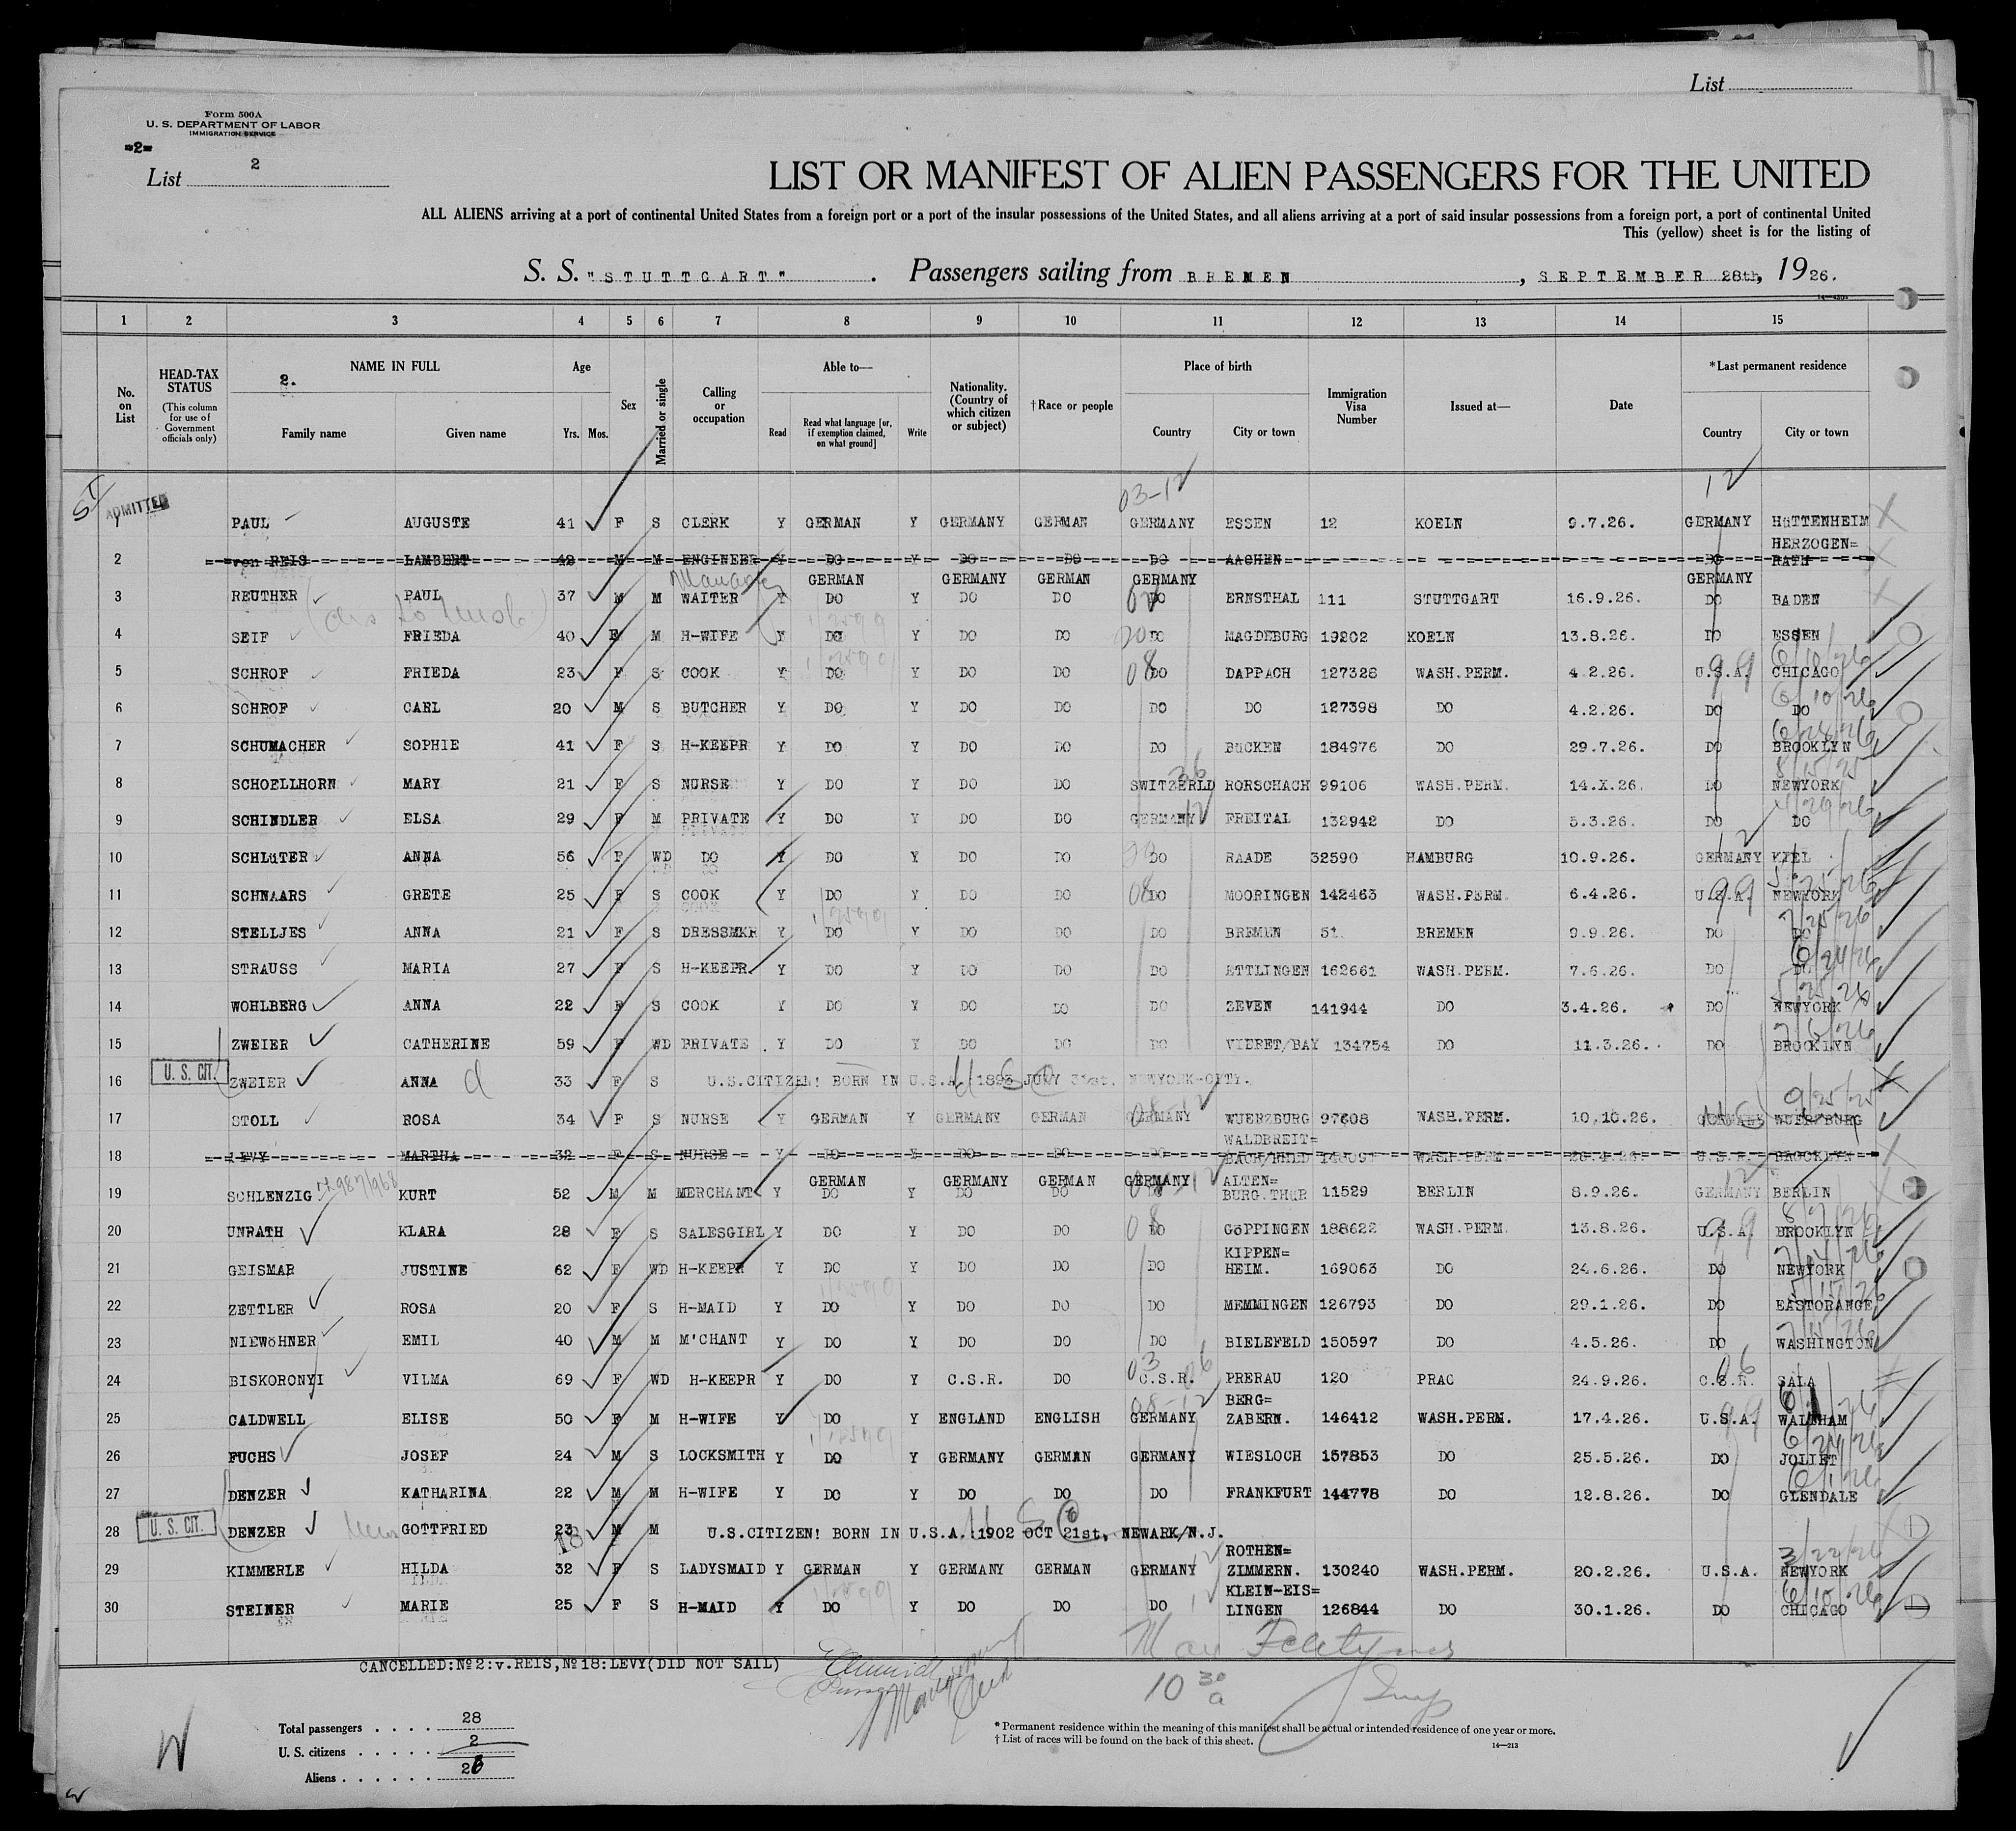 List
Form 500A
U. S. DEPARTMENT OF LABOR
IMMIGRATION SERVICE
=2=
List 2
LIST OR MANIFEST OF ALIEN PASSENGERS FOR THE UNITED
ALL ALIENS arriving at a port of continental United States from a foreign port or a port of the insular possessions of the United States, and all aliens arriving at a port of said insular possessions from a foreign port, a port of continental United
This (yellow) sheet is for the listing of
S. S. "STUTTGART". Passengers sailing from BREMEN, SEPTEMBER 28th, 1926.
1 2 3 4 5 6 7 8 9 10 11 12 13 14 15
No. on List HEAD-TAX STATUS (This column for use of Government officials only) NAME IN FULL 2. Family name Given name Age Yrs. Mos. Sex Married or single Calling or occupation Able to— Read Read what language [or, if exemption claimed, on what ground] Write Nationality. (Country of which citizen or subject) † Race or people Place of birth Country City or town Immigration Visa Number Issued at— Date * Last permanent residence Country City or town
03-12 12
ADMITTED
1 PAUL AUGUSTE 41 F S CLERK Y GERMAN Y GERMANY GERMAN GERMANY ESSEN 12 KOELN 9.7.26. GERMANY HüTTENHEIM
2 von REIS LAMBERT 42 M M ENGINEER Y DO Y DO DO DO AACHEN DO HERZOGEN= RATH
3 REUTHER PAUL 37 M M WAITER Y GERMAN DO Y GERMANY DO GERMAN DO GERMANY DO ERNSTHAL 111 STUTTGART 16.9.26. GERMANY DO BADEN
4 SEIF FRIEDA 40 F M H-WIFE Y DO Y DO DO DO MAGDEBURG 19202 KOELN 13.8.26. DO ESSEN
5 SCHROF FRIEDA 23 F S COOK Y DO Y DO DO DO DAPPACH 127328 WASH.PERM. 4.2.26. U.S.A. CHICAGO
6 SCHROF CARL 20 M S BUTCHER Y DO Y DO DO DO DO 127398 DO 4.2.26. DO DO
7 SCHUMACHER SOPHIE 41 F S H-KEEPR Y DO Y DO DO DO BüCKEN 184976 DO 29.7.26. DO BROOKLYN
8 SCHOELLHORN MARY 21 F S NURSE Y DO Y DO DO SWITZERLD RORSCHACH 99106 WASH.PERM. 14.X.26. DO NEWYORK
9 SCHINDLER ELSA 29 F M PRIVATE Y DO Y DO DO GERMANY FREITAL 132942 DO 5.3.26. DO DO
10 SCHLüTER ANNA 56 F WD DO Y DO Y DO DO DO RAADE 32590 HAMBURG 10.9.26. GERMANY KIEL
11 SCHNAARS GRETE 25 F S COOK Y DO Y DO DO DO MOORINGEN 142463 WASH.PERM. 6.4.26. U.S.A. NEWYORK
12 STELLJES ANNA 21 F S DRESSMKR Y DO Y DO DO DO BREMEN 51 BREMEN 9.9.26. DO DO
13 STRAUSS MARIA 27 F S H-KEEPR Y DO Y DO DO DO ETTLINGEN 162661 WASH.PERM. 7.6.26. DO DO
14 WOHLBERG ANNA 22 F S COOK Y DO Y DO DO DO ZEVEN 141944 DO 3.4.26. DO NEWYORK
15 ZWEIER CATHERINE 59 F WD PRIVATE Y DO Y DO DO DO VIERET/BAY 134754 DO 11.3.26. DO BROOKLYN
16 U. S. CIT. ZWEIER ANNA 33 F S U.S.CITIZEN! BORN IN U.S.A. 1893 JULY 31st. NEWYORK-CITY.
17 STOLL ROSA 34 F S NURSE Y GERMAN Y GERMANY GERMAN GERMANY WUERZBURG 97608 WASH.PERM. 10.10.26. GERMANY WUERZBURG
18 LEVY MARTHA 32 F S NURSE Y DO Y DO DO DO WALDBREIT= BACH/NEUD WASH.PERM. U.S.A. BROOKLYN
19 SCHLENZIG KURT 52 M M MERCHANT Y GERMAN DO Y GERMANY DO GERMAN DO GERMANY DO ALTEN= BURG.THüR 11529 BERLIN 8.9.26. GERMANY BERLIN
20 UNRATH KLARA 28 F S SALESGIRL Y DO Y DO DO DO GöPPINGEN 188622 WASH.PERM. 13.8.26. U.S.A. BROOKLYN
21 GEISMAR JUSTINE 62 F WD H-KEEPR Y DO Y DO DO DO KIPPEN= HEIM. 169063 DO 24.6.26. DO NEWYORK
22 ZETTLER ROSA 20 F S H-MAID Y DO Y DO DO DO MEMMINGEN 126793 DO 29.1.26. DO EASTORANGE
23 NIEWöHNER EMIL 40 M M M'CHANT Y DO Y DO DO DO BIELEFELD 150597 DO 4.5.26. DO WASHINGTON
24 BISKORONYI VILMA 69 F WD H-KEEPR Y DO Y C.S.R. DO C.S.R. PRERAU 120 PRAG 24.9.26. C.S.R. SALA
25 CALDWELL ELISE 50 F M H-WIFE Y DO Y ENGLAND ENGLISH GERMANY BERG= ZABERN. 146412 WASH.PERM. 17.4.26. U.S.A. WALTHAM
26 FUCHS JOSEF 24 M S LOCKSMITH Y DO Y GERMANY GERMAN GERMANY WIESLOCH 157853 DO 25.5.26. DO JOLIET
27 DENZER KATHARINA 22 M M H-WIFE Y DO Y DO DO DO FRANKFURT 144778 DO 12.8.26. DO GLENDALE
28 U. S. CIT. DENZER GOTTFRIED 23 M M U.S.CITIZEN! BORN IN U.S.A. 1902 OCT 21st, NEWARK/N.J.
29 KIMMERLE HILDA 32 F S LADYSMAID Y GERMAN Y GERMANY GERMAN GERMANY ROTHEN= ZIMMERN. 130240 WASH.PERM. 20.2.26. U.S.A. NEWYORK
30 STEINER MARIE 25 F S H-MAID Y DO Y DO DO DO KLEIN-EIS= LINGEN 126844 DO 30.1.26. DO CHICAGO
CANCELLED:No2:v.REIS,No18:LEVY(DID NOT SAIL)
10 30 a
Total passengers . . . . 28
U. S. citizens . . . . . 2
Aliens . . . . . . 26
* Permanent residence within the meaning of this manifest shall be actual or intended residence of one year or more.
† List of races will be found on the back of this sheet.
14—213